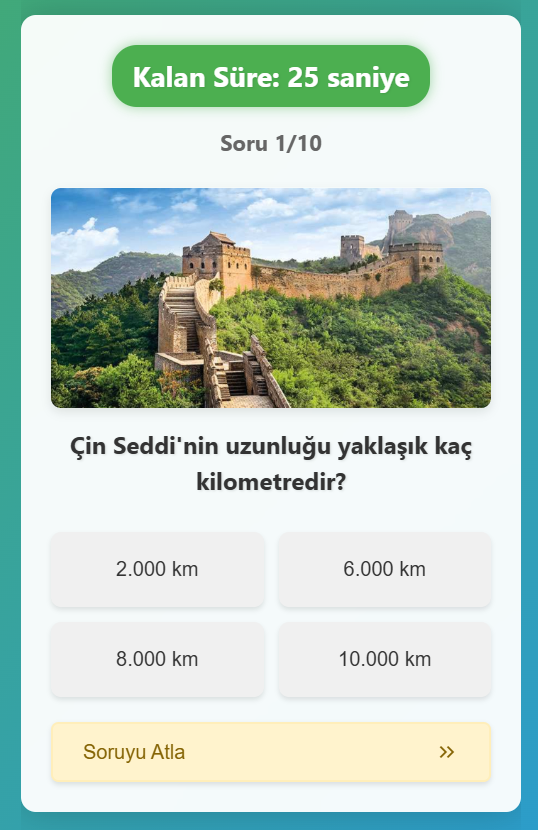 Kalan Süre: 25 saniye
Soru 1/10
Çin Seddi'nin uzunluğu yaklaşık kaç
kilometredir?
2.000 km
6.000 km
8.000 km
10.000 km
Soruyu Atla